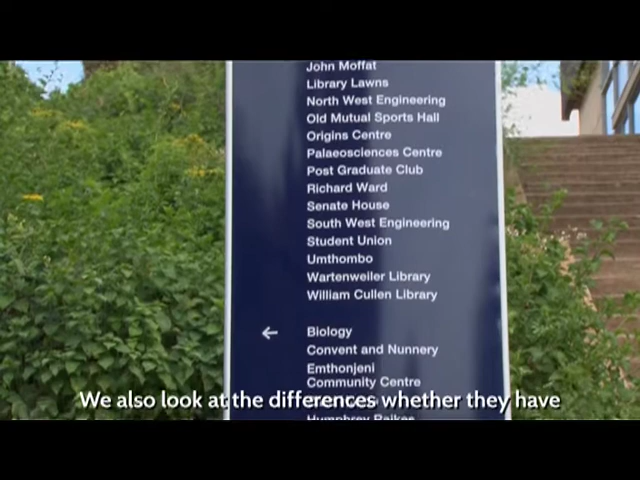 John Moffat
Library Lawns
North West Engineering
Old Mutual Sports Hall
Origins Centre
Palaeosciences Centre
Post Graduate Club
Richard Ward
Senate House
South West Engineering
Student Union
Umthombo
Wartenweiler Library
William Cullen Library
← Biology
Convent and Nunnery
Emthonjeni
Community Centre
Humphrey Raikes
We also look at the differences whether they have